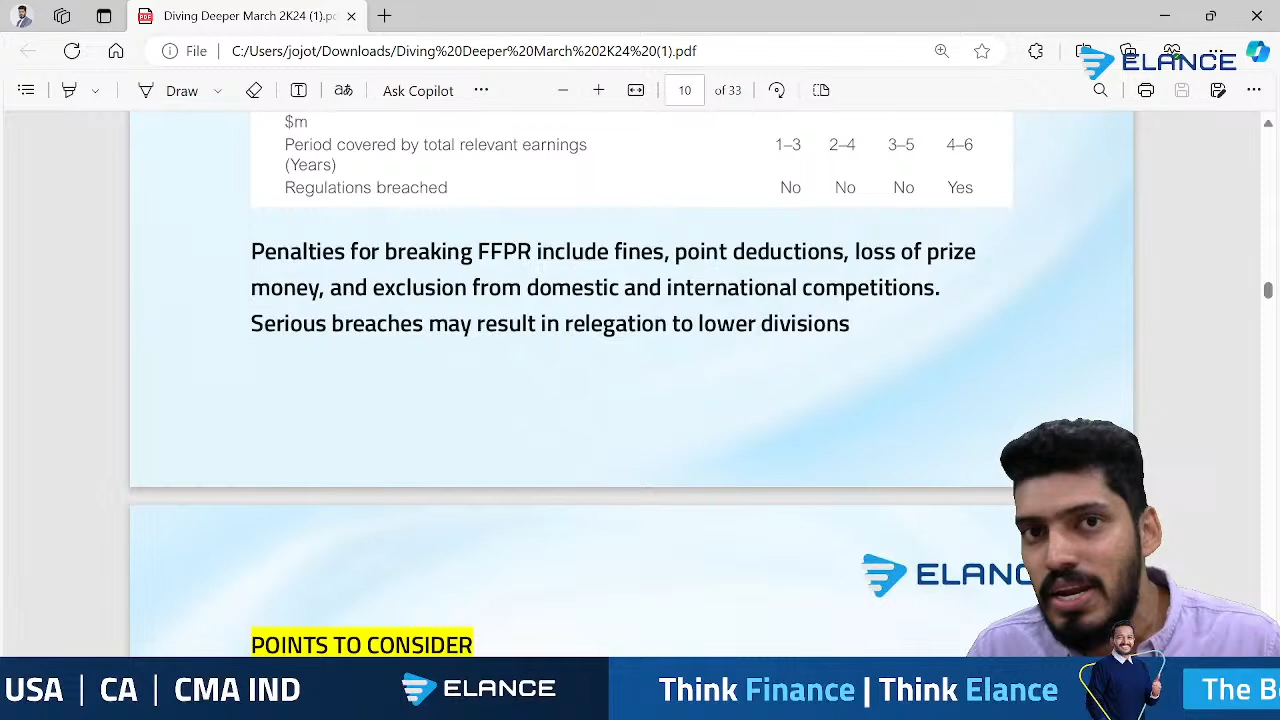 Diving Deeper March 2K24 (1).pd
File
C:/Users/jojot/Downloads/Diving%20Deeper%20March%202K24%20(1).pdf
ELANCE
Draw
Ask Copilot
10
of 33
$m
Period covered by total relevant earnings 1–3 2–4 3–5 4–6
(Years)
Regulations breached No No No Yes
Penalties for breaking FFPR include fines, point deductions, loss of prize
money, and exclusion from domestic and international competitions.
Serious breaches may result in relegation to lower divisions
ELANC
POINTS TO CONSIDER
USA | CA | CMA IND
ELANCE
Think Finance | Think Elance
The Be